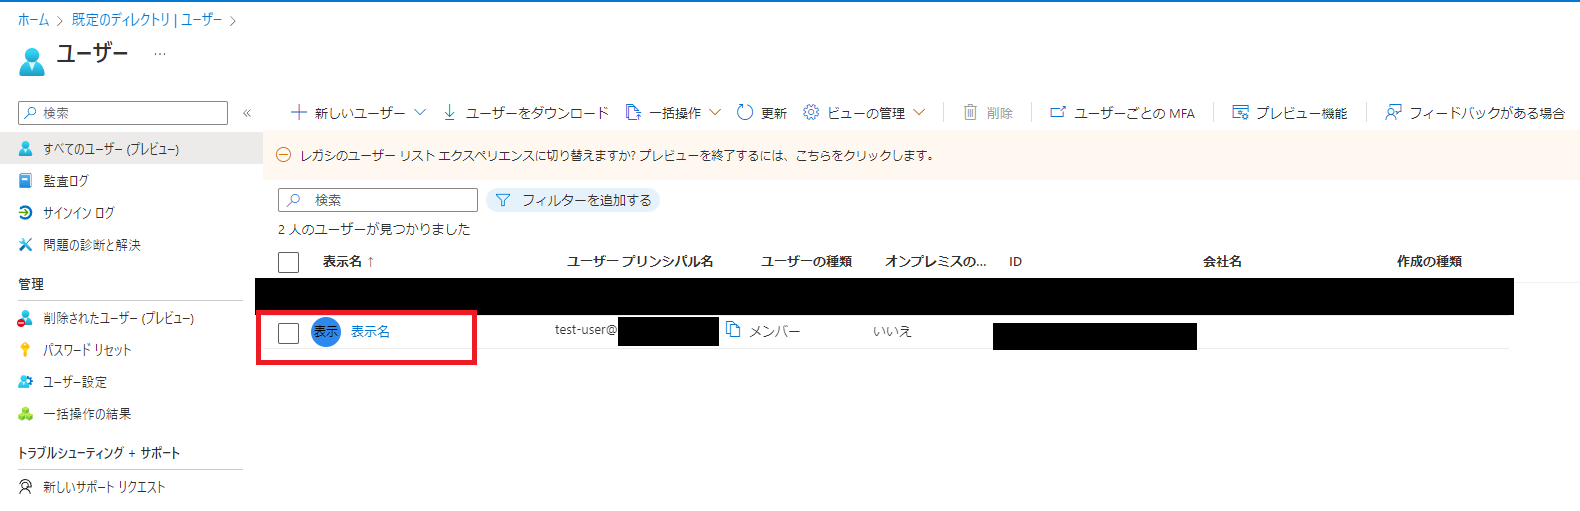 ホーム > 既定のディレクトリ | ユーザー >
ユーザー ...
検索 «
すべてのユーザー (プレビュー)
監査ログ
サインイン ログ
問題の診断と解決
管理
削除されたユーザー (プレビュー)
パスワード リセット
ユーザー設定
一括操作の結果
トラブルシューティング + サポート
新しいサポート リクエスト
新しいユーザー ユーザーをダウンロード 一括操作 更新 ビューの管理 削除 ユーザーごとの MFA プレビュー機能 フィードバックがある場合
レガシのユーザー リスト エクスペリエンスに切り替えますか? プレビューを終了するには、こちらをクリックします。
検索 フィルターを追加する
2 人のユーザーが見つかりました
表示名 ↑ ユーザー プリンシパル名 ユーザーの種類 オンプレミスの... ID 会社名 作成の種類
表示 表示名 test-user@ メンバー いいえ